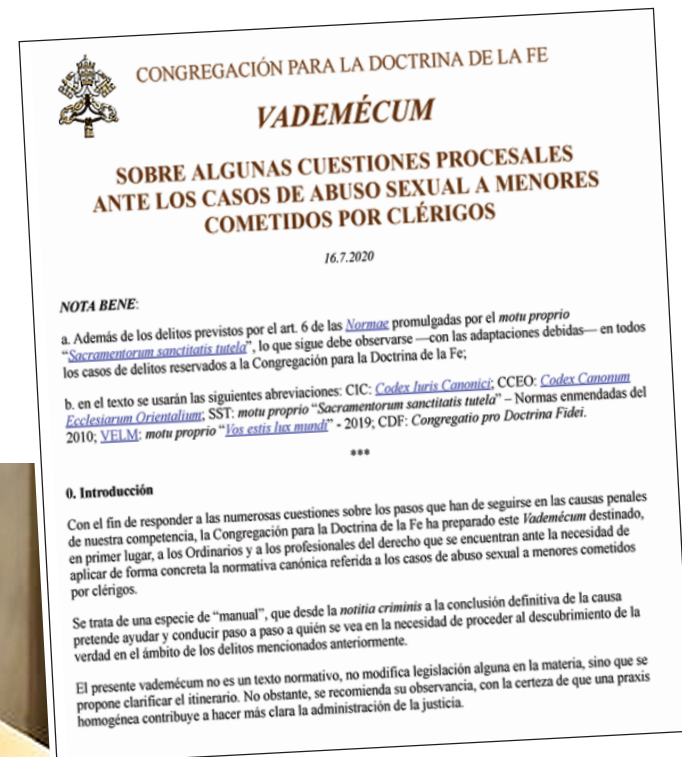 CONGREGACIÓN PARA LA DOCTRINA DE LA FE
VADEMÉCUM
SOBRE ALGUNAS CUESTIONES PROCESALES
ANTE LOS CASOS DE ABUSO SEXUAL A MENORES
COMETIDOS POR CLÉRIGOS
16.7.2020
NOTA BENE:
a. Además de los delitos previstos por el art. 6 de las Normae promulgadas por el motu proprio
“Sacramentorum sanctitatis tutela”, lo que sigue debe observarse —con las adaptaciones debidas— en todos
los casos de delitos reservados a la Congregación para la Doctrina de la Fe;
b. en el texto se usarán las siguientes abreviaciones: CIC: Codex Iuris Canonici; CCEO: Codex Canonum
Ecclesiarum Orientalium; SST: motu proprio “Sacramentorum sanctitatis tutela” – Normas enmendadas del
2010; VELM: motu proprio “Vos estis lux mundi” - 2019; CDF: Congregatio pro Doctrina Fidei.
***
0. Introducción
Con el fin de responder a las numerosas cuestiones sobre los pasos que han de seguirse en las causas penales
de nuestra competencia, la Congregación para la Doctrina de la Fe ha preparado este Vademécum destinado,
en primer lugar, a los Ordinarios y a los profesionales del derecho que se encuentran ante la necesidad de
aplicar de forma concreta la normativa canónica referida a los casos de abuso sexual a menores cometidos
por clérigos.
Se trata de una especie de “manual”, que desde la notitia criminis a la conclusión definitiva de la causa
pretende ayudar y conducir paso a paso a quién se vea en la necesidad de proceder al descubrimiento de la
verdad en el ámbito de los delitos mencionados anteriormente.
El presente vademécum no es un texto normativo, no modifica legislación alguna en la materia, sino que se
propone clarificar el itinerario. No obstante, se recomienda su observancia, con la certeza de que una praxis
homogénea contribuye a hacer más clara la administración de la justicia.